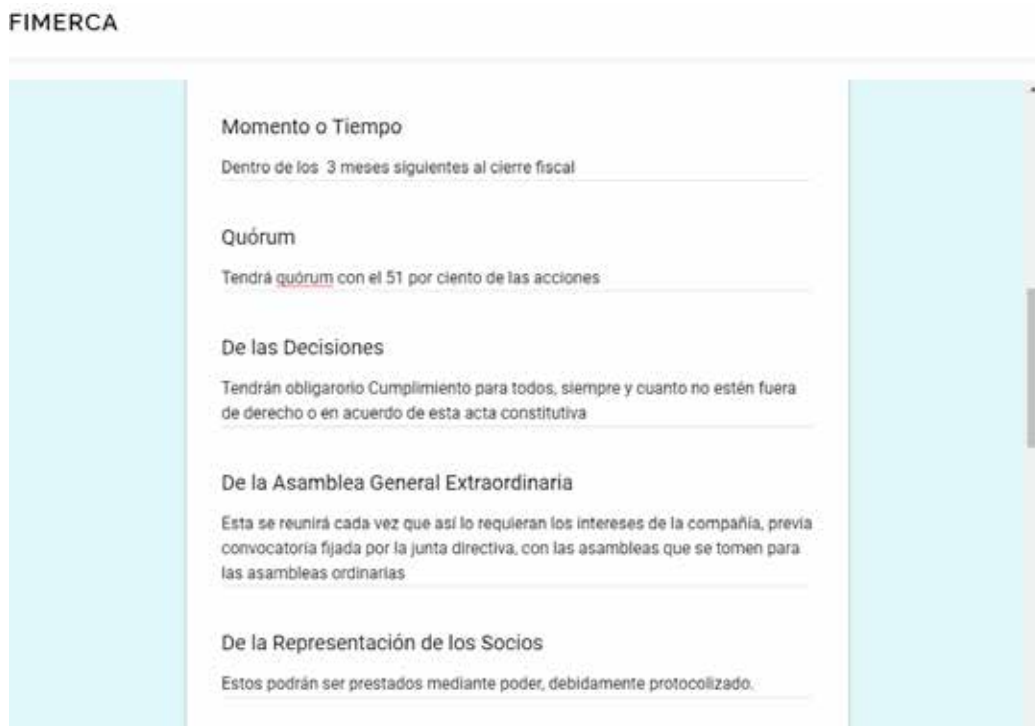 FIMERCA
Momento o Tiempo
Dentro de los 3 meses siguientes al cierre fiscal
Quórum
Tendrá quórum con el 51 por ciento de las acciones
De las Decisiones
Tendrán obligarorio Cumplimiento para todos, siempre y cuanto no estén fuera
de derecho o en acuerdo de esta acta constitutiva
De la Asamblea General Extraordinaria
Esta se reunirá cada vez que así lo requieran los intereses de la compañía, previa
convocatoria fijada por la junta directiva, con las asambleas que se tomen para
las asambleas ordinarias
De la Representación de los Socios
Estos podrán ser prestados mediante poder, debidamente protocolizado.